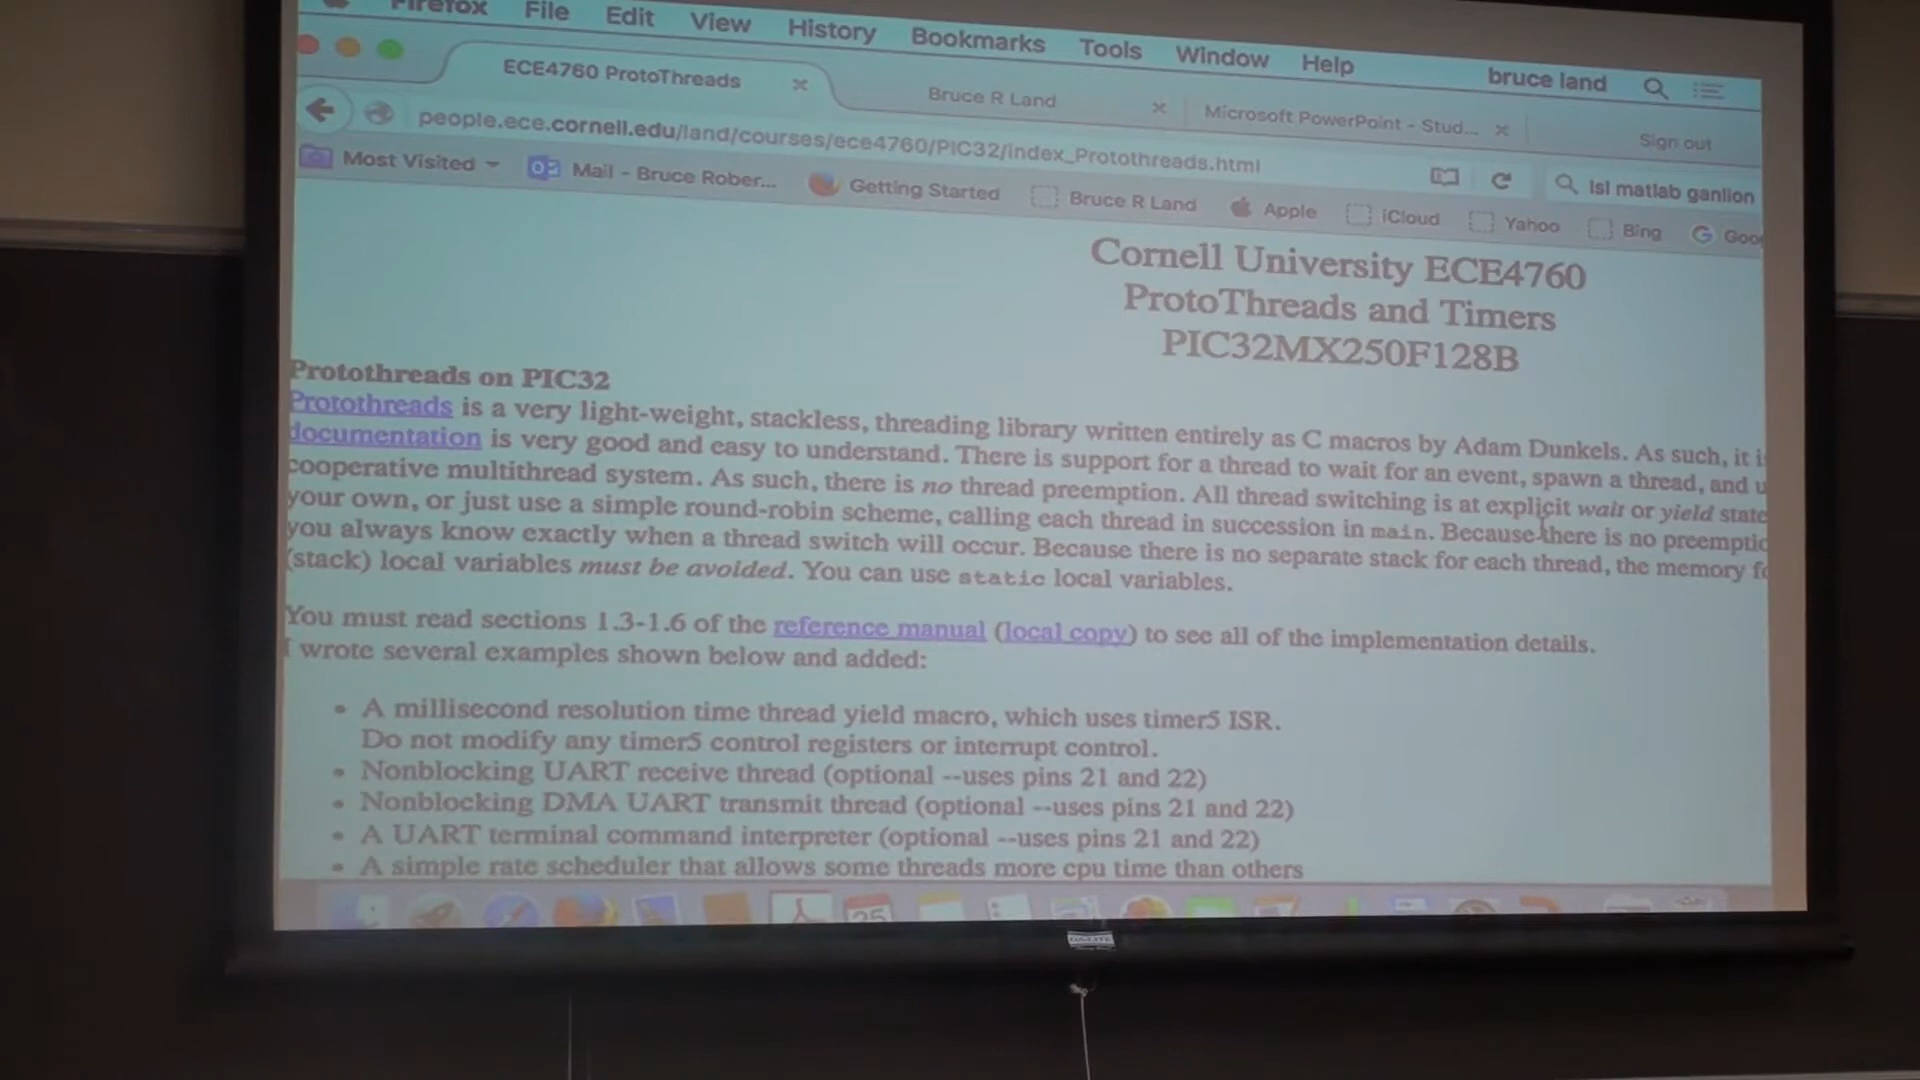 Firefox File Edit View History Bookmarks Tools Window Help bruce land
ECE4760 ProtoThreads Bruce R Land Microsoft PowerPoint - Stud... Sign out
people.ece.cornell.edu/land/courses/ece4760/PIC32/index_Protothreads.html lsl matlab ganlion
Most Visited Mail - Bruce Rober... Getting Started Bruce R Land Apple iCloud Yahoo Bing Goo
Cornell University ECE4760
ProtoThreads and Timers
PIC32MX250F128B
Protothreads on PIC32
Protothreads is a very light-weight, stackless, threading library written entirely as C macros by Adam Dunkels. As such, it i
documentation is very good and easy to understand. There is support for a thread to wait for an event, spawn a thread, and u
cooperative multithread system. As such, there is no thread preemption. All thread switching is at explicit wait or yield state
your own, or just use a simple round-robin scheme, calling each thread in succession in main. Because there is no preemptio
you always know exactly when a thread switch will occur. Because there is no separate stack for each thread, the memory fo
(stack) local variables must be avoided. You can use static local variables.
You must read sections 1.3-1.6 of the reference manual (local copy) to see all of the implementation details.
I wrote several examples shown below and added:
• A millisecond resolution time thread yield macro, which uses timer5 ISR.
Do not modify any timer5 control registers or interrupt control.
• Nonblocking UART receive thread (optional --uses pins 21 and 22)
• Nonblocking DMA UART transmit thread (optional --uses pins 21 and 22)
• A UART terminal command interpreter (optional --uses pins 21 and 22)
• A simple rate scheduler that allows some threads more cpu time than others
25
DA-LITE